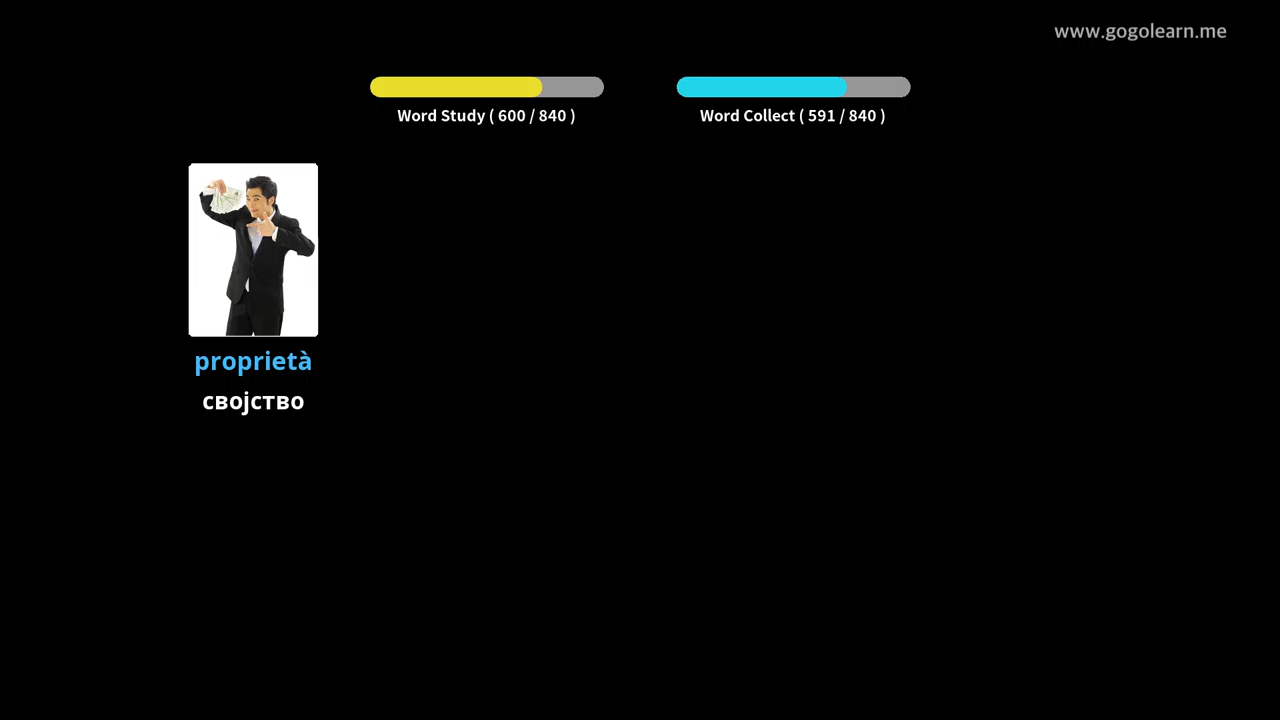 www.gogolearn.me
Word Study ( 600 / 840 )
Word Collect ( 591 / 840 )
proprietà
својство